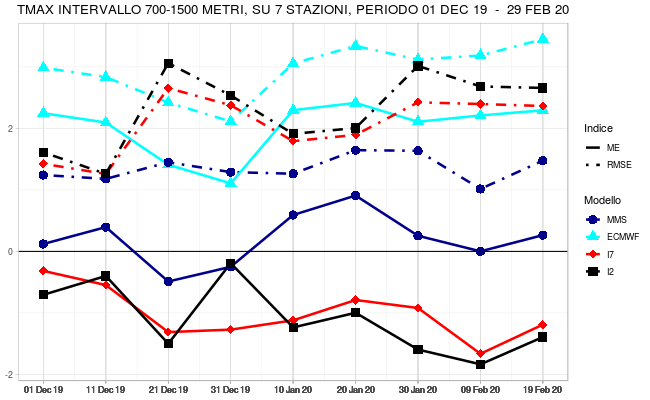 TMAX INTERVALLO 700-1500 METRI, SU 7 STAZIONI, PERIODO 01 DEC 19 - 29 FEB 20
2
0
-2
01 Dec 19 11 Dec 19 21 Dec 19 31 Dec 19 10 Jan 20 20 Jan 20 30 Jan 20 09 Feb 20 19 Feb 20
Indice
ME
RMSE
Modello
MMS
ECMWF
I7
I2